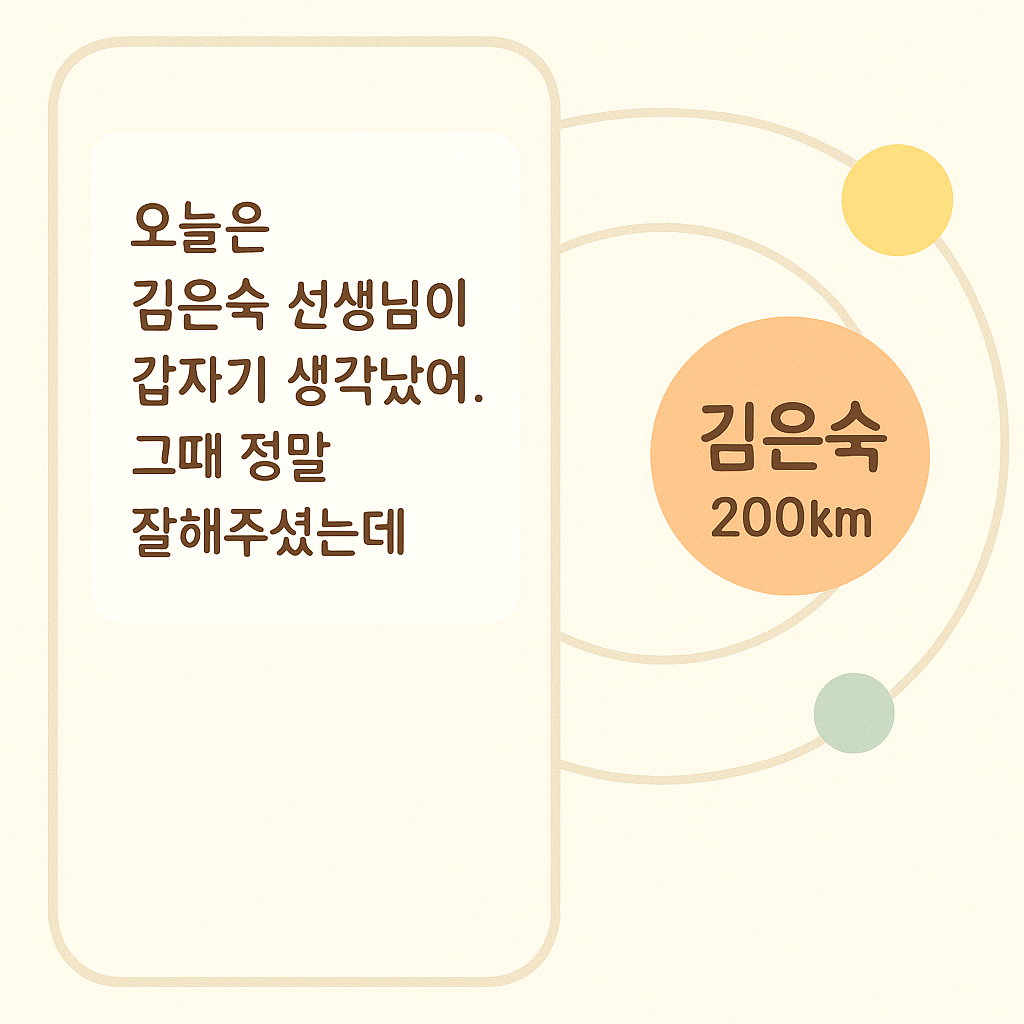 오늘은
김은숙 선생님이
갑자기 생각났어.
그때 정말
잘해주셨는데
김은숙
200km